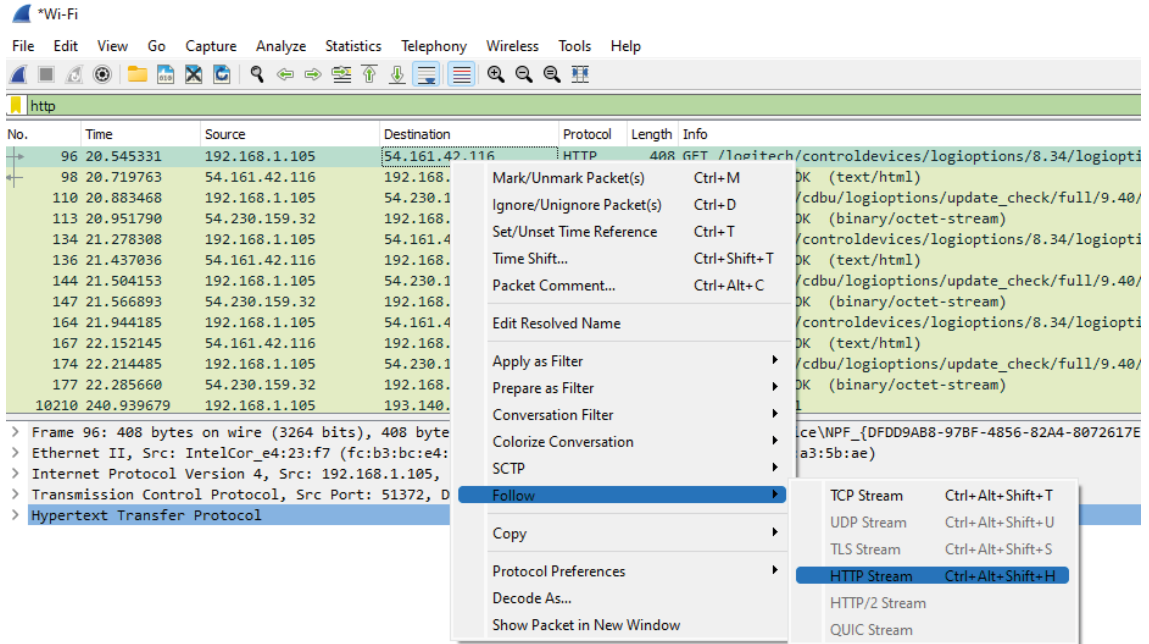 *Wi-Fi
File Edit View Go Capture Analyze Statistics Telephony Wireless Tools Help
http
No. Time Source Destination Protocol Length Info
96 20.545331 192.168.1.105 54.161.42.116 HTTP 408 GET /logitech/controldevices/logioptions/8.34/logiopti
98 20.719763 54.161.42.116 192.168. OK (text/html)
110 20.883468 192.168.1.105 54.230.1 /cdbu/logioptions/update_check/full/9.40/
113 20.951790 54.230.159.32 192.168. OK (binary/octet-stream)
134 21.278308 192.168.1.105 54.161.4 /controldevices/logioptions/8.34/logiopti
136 21.437036 54.161.42.116 192.168. OK (text/html)
144 21.504153 192.168.1.105 54.230.1 /cdbu/logioptions/update_check/full/9.40/
147 21.566893 54.230.159.32 192.168. OK (binary/octet-stream)
164 21.944185 192.168.1.105 54.161.4 /controldevices/logioptions/8.34/logiopti
167 22.152145 54.161.42.116 192.168. OK (text/html)
174 22.214485 192.168.1.105 54.230.1 /cdbu/logioptions/update_check/full/9.40/
177 22.285660 54.230.159.32 192.168. OK (binary/octet-stream)
10210 240.939679 192.168.1.105 193.140.
> Frame 96: 408 bytes on wire (3264 bits), 408 byte ce\NPF_{DFDD9AB8-97BF-4856-82A4-8072617E
> Ethernet II, Src: IntelCor_e4:23:f7 (fc:b3:bc:e4: a3:5b:ae)
> Internet Protocol Version 4, Src: 192.168.1.105,
> Transmission Control Protocol, Src Port: 51372, D
> Hypertext Transfer Protocol
Mark/Unmark Packet(s) Ctrl+M
Ignore/Unignore Packet(s) Ctrl+D
Set/Unset Time Reference Ctrl+T
Time Shift... Ctrl+Shift+T
Packet Comment... Ctrl+Alt+C
Edit Resolved Name
Apply as Filter
Prepare as Filter
Conversation Filter
Colorize Conversation
SCTP
Follow
Copy
Protocol Preferences
Decode As...
Show Packet in New Window
TCP Stream Ctrl+Alt+Shift+T
UDP Stream Ctrl+Alt+Shift+U
TLS Stream Ctrl+Alt+Shift+S
HTTP Stream Ctrl+Alt+Shift+H
HTTP/2 Stream
QUIC Stream